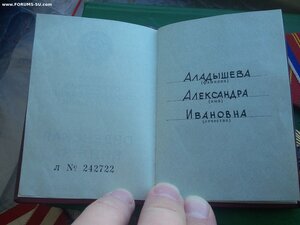 www.FORUMS-SU.com
АЛАДЫШЕВА
(фамилия)
АЛЕКСАНДРА
(имя)
ИВАНОВНА
(отчество)
Л № 242722